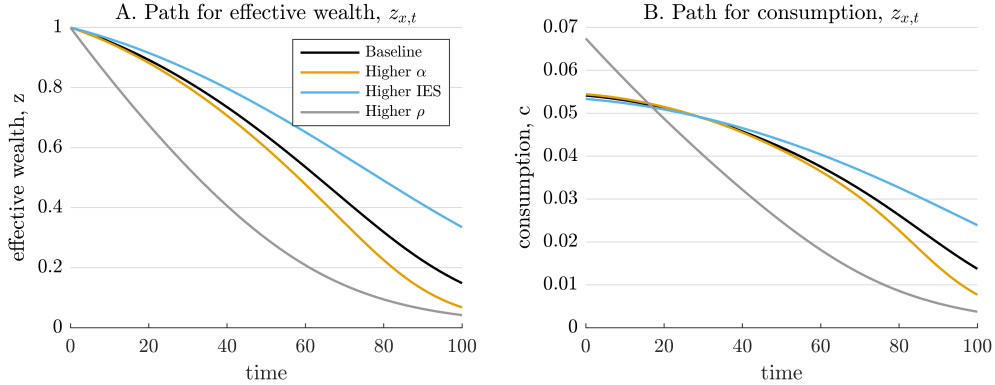 A. Path for effective wealth, z_{x,t}
effective wealth, z
1
0.8
0.6
0.4
0.2
0
0 20 40 60 80 100
time
Baseline
Higher α
Higher IES
Higher ρ
B. Path for consumption, z_{x,t}
consumption, c
0.07
0.06
0.05
0.04
0.03
0.02
0.01
0
0 20 40 60 80 100
time